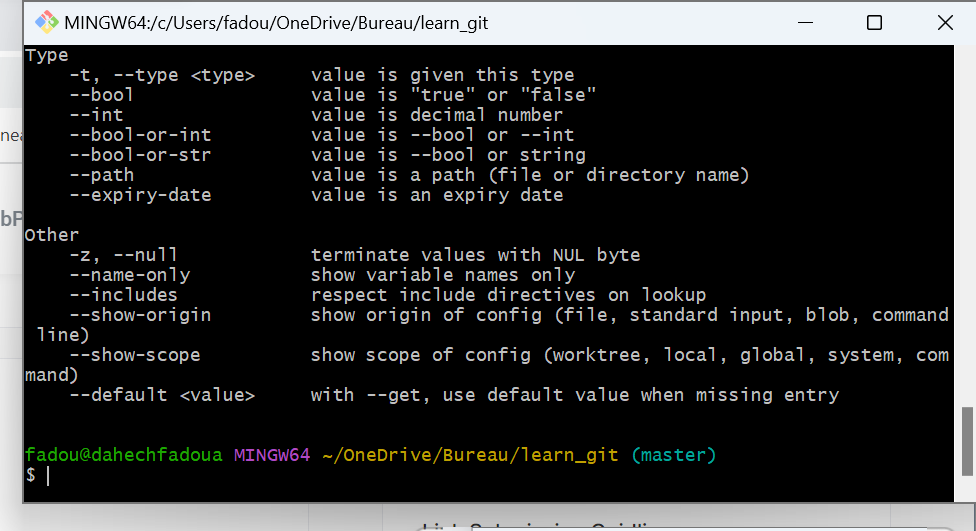 MINGW64:/c/Users/fadou/OneDrive/Bureau/learn_git
Type
-t, --type <type> value is given this type
--bool value is "true" or "false"
--int value is decimal number
--bool-or-int value is --bool or --int
--bool-or-str value is --bool or string
--path value is a path (file or directory name)
--expiry-date value is an expiry date
Other
-z, --null terminate values with NUL byte
--name-only show variable names only
--includes respect include directives on lookup
--show-origin show origin of config (file, standard input, blob, command
line)
--show-scope show scope of config (worktree, local, global, system, com
mand)
--default <value> with --get, use default value when missing entry
fadou@dahechfadoua MINGW64 ~/OneDrive/Bureau/learn_git (master)
$